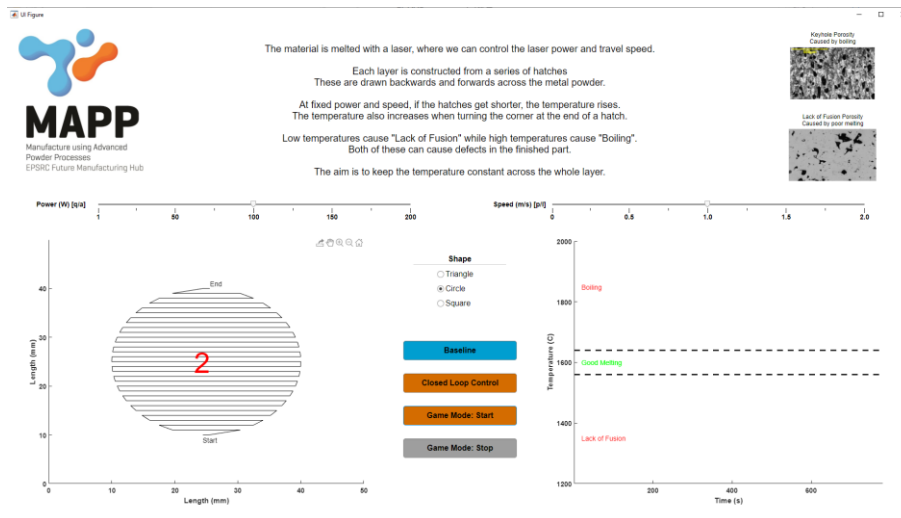 UI Figure
MAPP
Manufacture using Advanced
Powder Processes
EPSRC Future Manufacturing Hub
The material is melted with a laser, where we can control the laser power and travel speed.
Each layer is constructed from a series of hatches
These are drawn backwards and forwards across the metal powder.
At fixed power and speed, if the hatches get shorter, the temperature rises.
The temperature also increases when turning the corner at the end of a hatch.
Low temperatures cause "Lack of Fusion" while high temperatures cause "Boiling".
Both of these can cause defects in the finished part.
The aim is to keep the temperature constant across the whole layer.
Keyhole Porosity
Caused by boiling
Lack of Fusion Porosity
Caused by poor melting
Power (W) [q/a]
1 50 100 150 200
Speed (m/s) [p/l]
0 0.5 1.0 1.5 2.0
Length (mm)
40
30
20
10
0
0 10 20 30 40 50
Length (mm)
End
2
Start
Shape
Triangle
Circle
Square
Baseline
Closed Loop Control
Game Mode: Start
Game Mode: Stop
Temperature (C)
2000
1800
1600
1400
1200
Boiling
Good Melting
Lack of Fusion
200 400 600
Time (s)